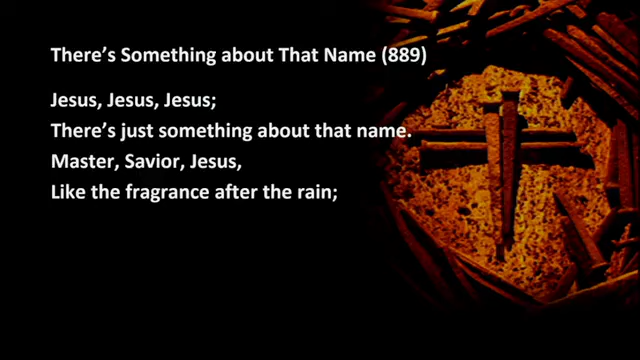 There's Something about That Name (889)
Jesus, Jesus, Jesus;
There's just something about that name.
Master, Savior, Jesus,
Like the fragrance after the rain;